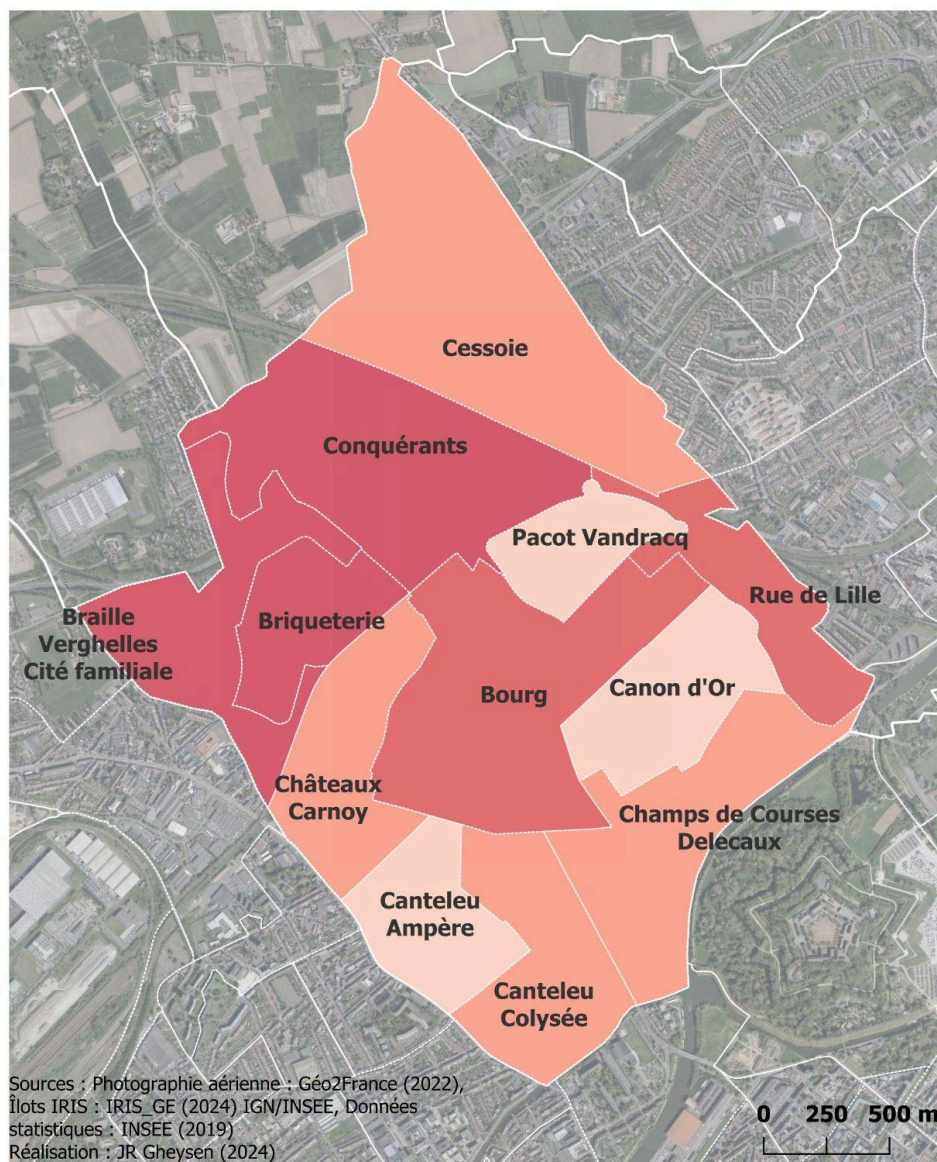 Cessoie
Conquérants
Pacot Vandracq
Rue de Lille
Braille
Verghelles
Cité familiale
Briqueterie
Bourg
Canon d'Or
Châteaux
Carnoy
Champs de Courses
Delecaux
Canteleu
Ampère
Canteleu
Colysée
Sources : Photographie aérienne : Géo2France (2022),
Îlots IRIS : IRIS_GE (2024) IGN/INSEE, Données
statistiques : INSEE (2019)
Réalisation : JR Gheysen (2024)
0 250 500 m